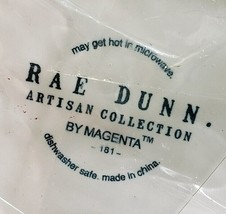 may get hot in microwave.
RAE DUNN.
ARTISAN COLLECTION
BY MAGENTA™
- 181 -
dishwasher safe. made in china.